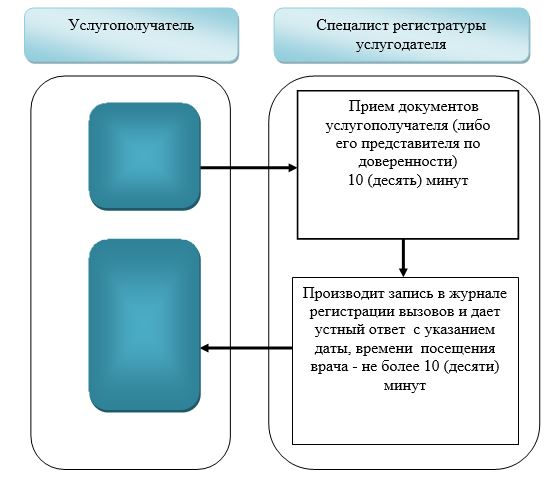 Услугополучатель
Спецалист регистратуры
услугодателя
Прием документов
услугополучателя (либо
его представителя по
доверенности)
10 (десять) минут
Производит запись в журнале
регистрации вызовов и дает
устный ответ с указанием
даты, времени посещения
врача - не более 10 (десяти)
минут